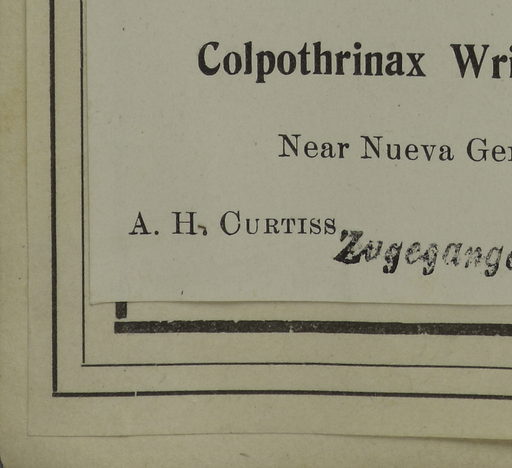 Colpothrinax Wri
Near Nueva Ger
A. H. CURTISS,
Zugegange